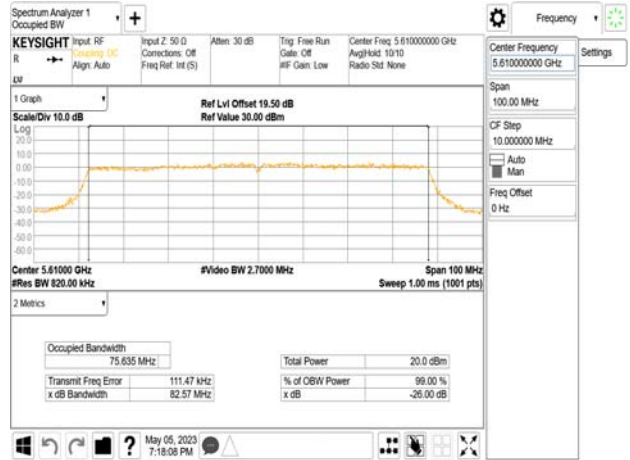 Spectrum Analyzer 1
Occupied BW
+
Frequency
KEYSIGHT Input: RF Input Z: 50 Ω Atten: 30 dB Trig: Free Run Center Freq: 5.610000000 GHz
R Coupling: DC Corrections: Off Gate: Off Avg|Hold: 10/10
Align: Auto Freq Ref: Int (S) #IF Gain: Low Radio Std: None
Center Frequency
5.610000000 GHz
Settings
Span
100.00 MHz
CF Step
10.000000 MHz
Auto
Man
Freq Offset
0 Hz
1 Graph
Ref Lvl Offset 19.50 dB
Scale/Div 10.0 dB Ref Value 30.00 dBm
Log
20.0
10.0
0.00
-10.0
-20.0
-30.0
-40.0
-50.0
-60.0
Center 5.61000 GHz #Video BW 2.7000 MHz Span 100 MHz
#Res BW 820.00 kHz Sweep 1.00 ms (1001 pts)
2 Metrics
Occupied Bandwidth
75.635 MHz Total Power 20.0 dBm
Transmit Freq Error 111.47 kHz % of OBW Power 99.00 %
x dB Bandwidth 82.57 MHz x dB -26.00 dB
?
May 05, 2023
7:18:08 PM